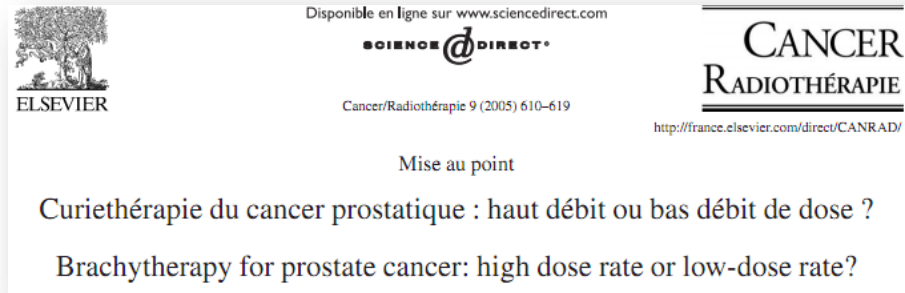 Disponible en ligne sur www.sciencedirect.com
SCIENCE d DIRECT®
ELSEVIER
Cancer/Radiothérapie 9 (2005) 610–619
CANCER
RADIOTHÉRAPIE
http://france.elsevier.com/direct/CANRAD/
Mise au point
Curiethérapie du cancer prostatique : haut débit ou bas débit de dose ?
Brachytherapy for prostate cancer: high dose rate or low-dose rate?